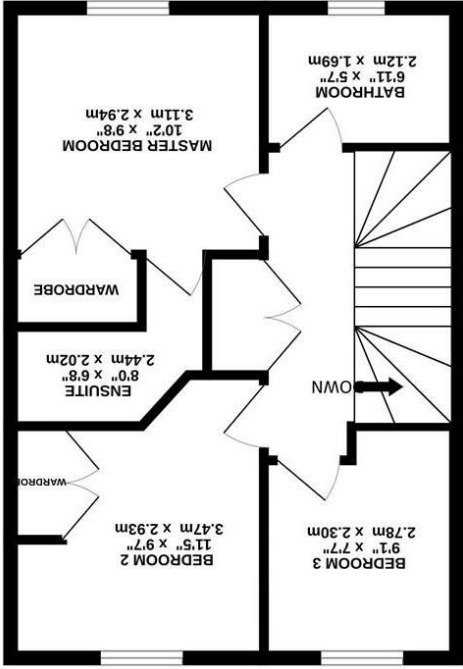 BEDROOM 3
9'1" x 7'7"
2.78m x 2.30m
BEDROOM 2
11'5" x 9'7"
3.47m x 2.93m
WARDROB
DOWN
ENSUITE
8'0" x 6'8"
2.44m x 2.02m
WARDROBE
MASTER BEDROOM
10'2" x 9'8"
3.11m x 2.94m
BATHROOM
6'11" x 5'7"
2.12m x 1.69m